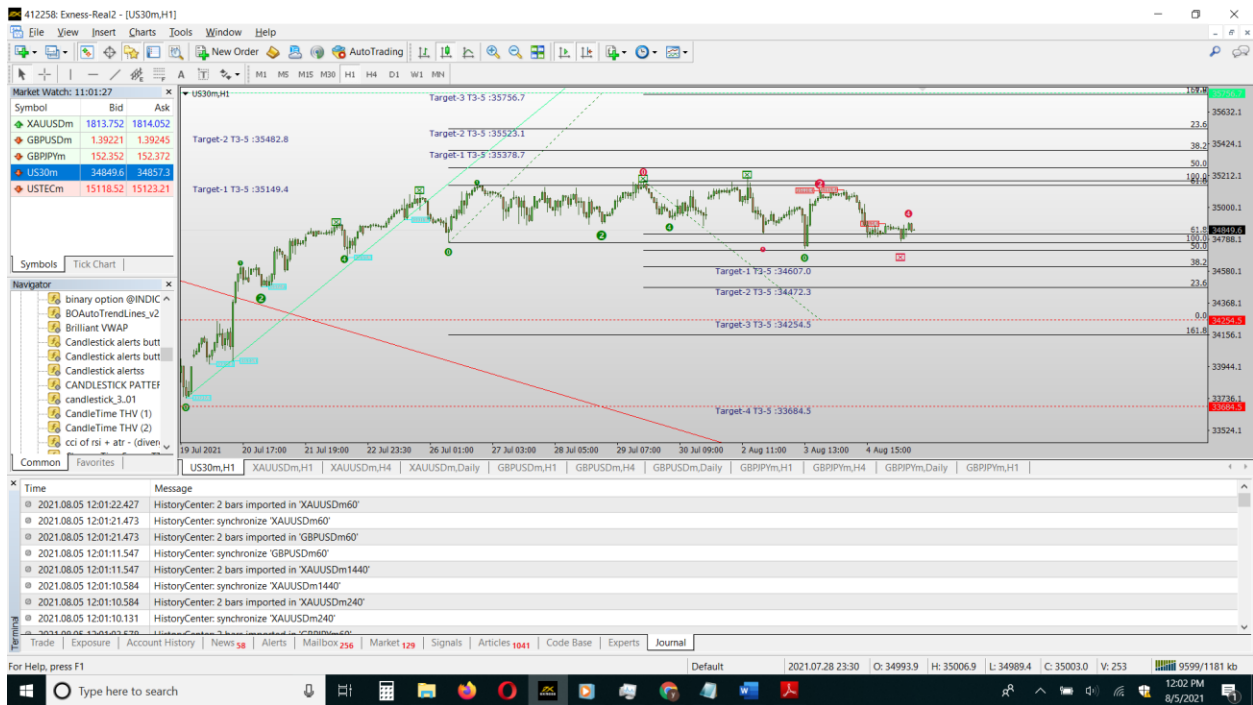 412258: Exness-Real2 - [US30m,H1]
File View Insert Charts Tools Window Help
New Order AutoTrading
A T M1 M5 M15 M30 H1 H4 D1 W1 MN
Market Watch: 11:01:27
Symbol Bid Ask
XAUUSDm 1813.752 1814.052
GBPUSDm 1.39221 1.39245
GBPJPYm 152.352 152.372
US30m 34849.6 34857.3
USTECm 15118.52 15123.21
Symbols Tick Chart
Navigator
binary option @INDIC
BOAutoTrendLines_v2
Brilliant VWAP
Candlestick alerts butt
Candlestick alerts butt
Candlestick alertss
CANDLESTICK PATTEF
candlestick_3.01
CandleTime THV (1)
CandleTime THV (2)
cci of rsi + atr - (diver
Common Favorites
US30m,H1
Target-3 T3-5 :35756.7
Target-2 T3-5 :35523.1
Target-2 T3-5 :35482.8
Target-1 T3-5 :35378.7
Target-1 T3-5 :35149.4
Target-1 T3-5 :34607.0
Target-2 T3-5 :34472.3
Target-3 T3-5 :34254.5
Target-4 T3-5 :33684.5
23.6
38.2
50.0
100.0
61.8
100.0
50.0
38.2
23.6
0.0
161.8
35756.7
35632.1
35424.1
35212.1
35000.1
34849.6
34788.1
34580.1
34368.1
34254.5
34156.1
33944.1
33736.1
33684.5
33524.1
19 Jul 2021 20 Jul 17:00 21 Jul 19:00 22 Jul 23:30 26 Jul 01:00 27 Jul 03:00 28 Jul 05:00 29 Jul 07:00 30 Jul 09:00 2 Aug 11:00 3 Aug 13:00 4 Aug 15:00
US30m,H1 XAUUSDm,H1 XAUUSDm,H4 XAUUSDm,Daily GBPUSDm,H1 GBPUSDm,H4 GBPUSDm,Daily GBPJPYm,H1 GBPJPYm,H4 GBPJPYm,Daily GBPJPYm,H1
Time Message
2021.08.05 12:01:22.427 HistoryCenter: 2 bars imported in 'XAUUSDm60'
2021.08.05 12:01:21.473 HistoryCenter: synchronize 'XAUUSDm60'
2021.08.05 12:01:21.473 HistoryCenter: 2 bars imported in 'GBPUSDm60'
2021.08.05 12:01:11.547 HistoryCenter: synchronize 'GBPUSDm60'
2021.08.05 12:01:11.547 HistoryCenter: 2 bars imported in 'XAUUSDm1440'
2021.08.05 12:01:10.584 HistoryCenter: synchronize 'XAUUSDm1440'
2021.08.05 12:01:10.584 HistoryCenter: 2 bars imported in 'XAUUSDm240'
2021.08.05 12:01:10.131 HistoryCenter: synchronize 'XAUUSDm240'
Terminal
Trade Exposure Account History News 58 Alerts Mailbox 256 Market 129 Signals Articles 1041 Code Base Experts Journal
For Help, press F1 Default 2021.07.28 23:30 O: 34993.9 H: 35006.9 L: 34989.4 C: 35003.0 V: 253 9599/1181 kb
Type here to search
12:02 PM
8/5/2021